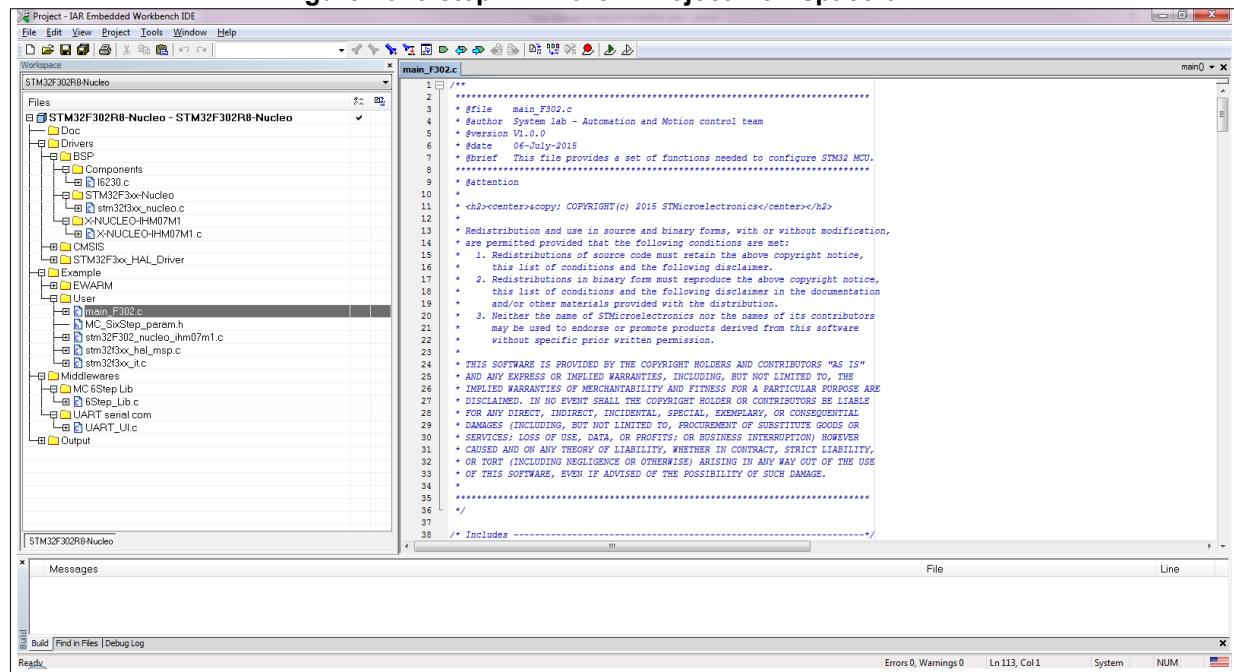 Project - IAR Embedded Workbench IDE
File Edit View Project Tools Window Help
Workspace
STM32F302R8-Nucleo
Files
STM32F302R8-Nucleo - STM32F302R8-Nucleo
Doc
Drivers
BSP
Components
l6230.c
STM32F3xx-Nucleo
stm32f3xx_nucleo.c
X-NUCLEO-IHM07M1
X-NUCLEO-IHM07M1.c
CMSIS
STM32F3xx_HAL_Driver
Example
EWARM
User
main_F302.c
MC_SixStep_param.h
stm32F302_nucleo_ihm07m1.c
stm32f3xx_hal_msp.c
stm32f3xx_it.c
Middlewares
MC 6Step Lib
6Step_Lib.c
UART serial com
UART_UI.c
Output
STM32F302R8-Nucleo
main_F302.c
main()
1 /**
2 ******************************************************************************
3 * @file main_F302.c
4 * @author System lab - Automation and Motion control team
5 * @version V1.0.0
6 * @date 06-July-2015
7 * @brief This file provides a set of functions needed to configure STM32 MCU.
8 ******************************************************************************
9 * @attention
10 *
11 * <h2><center>&copy; COPYRIGHT(c) 2015 STMicroelectronics</center></h2>
12 *
13 * Redistribution and use in source and binary forms, with or without modification,
14 * are permitted provided that the following conditions are met:
15 * 1. Redistributions of source code must retain the above copyright notice,
16 * this list of conditions and the following disclaimer.
17 * 2. Redistributions in binary form must reproduce the above copyright notice,
18 * this list of conditions and the following disclaimer in the documentation
19 * and/or other materials provided with the distribution.
20 * 3. Neither the name of STMicroelectronics nor the names of its contributors
21 * may be used to endorse or promote products derived from this software
22 * without specific prior written permission.
23 *
24 * THIS SOFTWARE IS PROVIDED BY THE COPYRIGHT HOLDERS AND CONTRIBUTORS "AS IS"
25 * AND ANY EXPRESS OR IMPLIED WARRANTIES, INCLUDING, BUT NOT LIMITED TO, THE
26 * IMPLIED WARRANTIES OF MERCHANTABILITY AND FITNESS FOR A PARTICULAR PURPOSE ARE
27 * DISCLAIMED. IN NO EVENT SHALL THE COPYRIGHT HOLDER OR CONTRIBUTORS BE LIABLE
28 * FOR ANY DIRECT, INDIRECT, INCIDENTAL, SPECIAL, EXEMPLARY, OR CONSEQUENTIAL
29 * DAMAGES (INCLUDING, BUT NOT LIMITED TO, PROCUREMENT OF SUBSTITUTE GOODS OR
30 * SERVICES; LOSS OF USE, DATA, OR PROFITS; OR BUSINESS INTERRUPTION) HOWEVER
31 * CAUSED AND ON ANY THEORY OF LIABILITY, WHETHER IN CONTRACT, STRICT LIABILITY,
32 * OR TORT (INCLUDING NEGLIGENCE OR OTHERWISE) ARISING IN ANY WAY OUT OF THE USE
33 * OF THIS SOFTWARE, EVEN IF ADVISED OF THE POSSIBILITY OF SUCH DAMAGE.
34 *
35 ******************************************************************************
36 */
37
38 /* Includes ------------------------------------------------------------------*/
Messages File Line
Build
Build Find in Files Debug Log
Ready Errors 0, Warnings 0 Ln 113, Col 1 System NUM